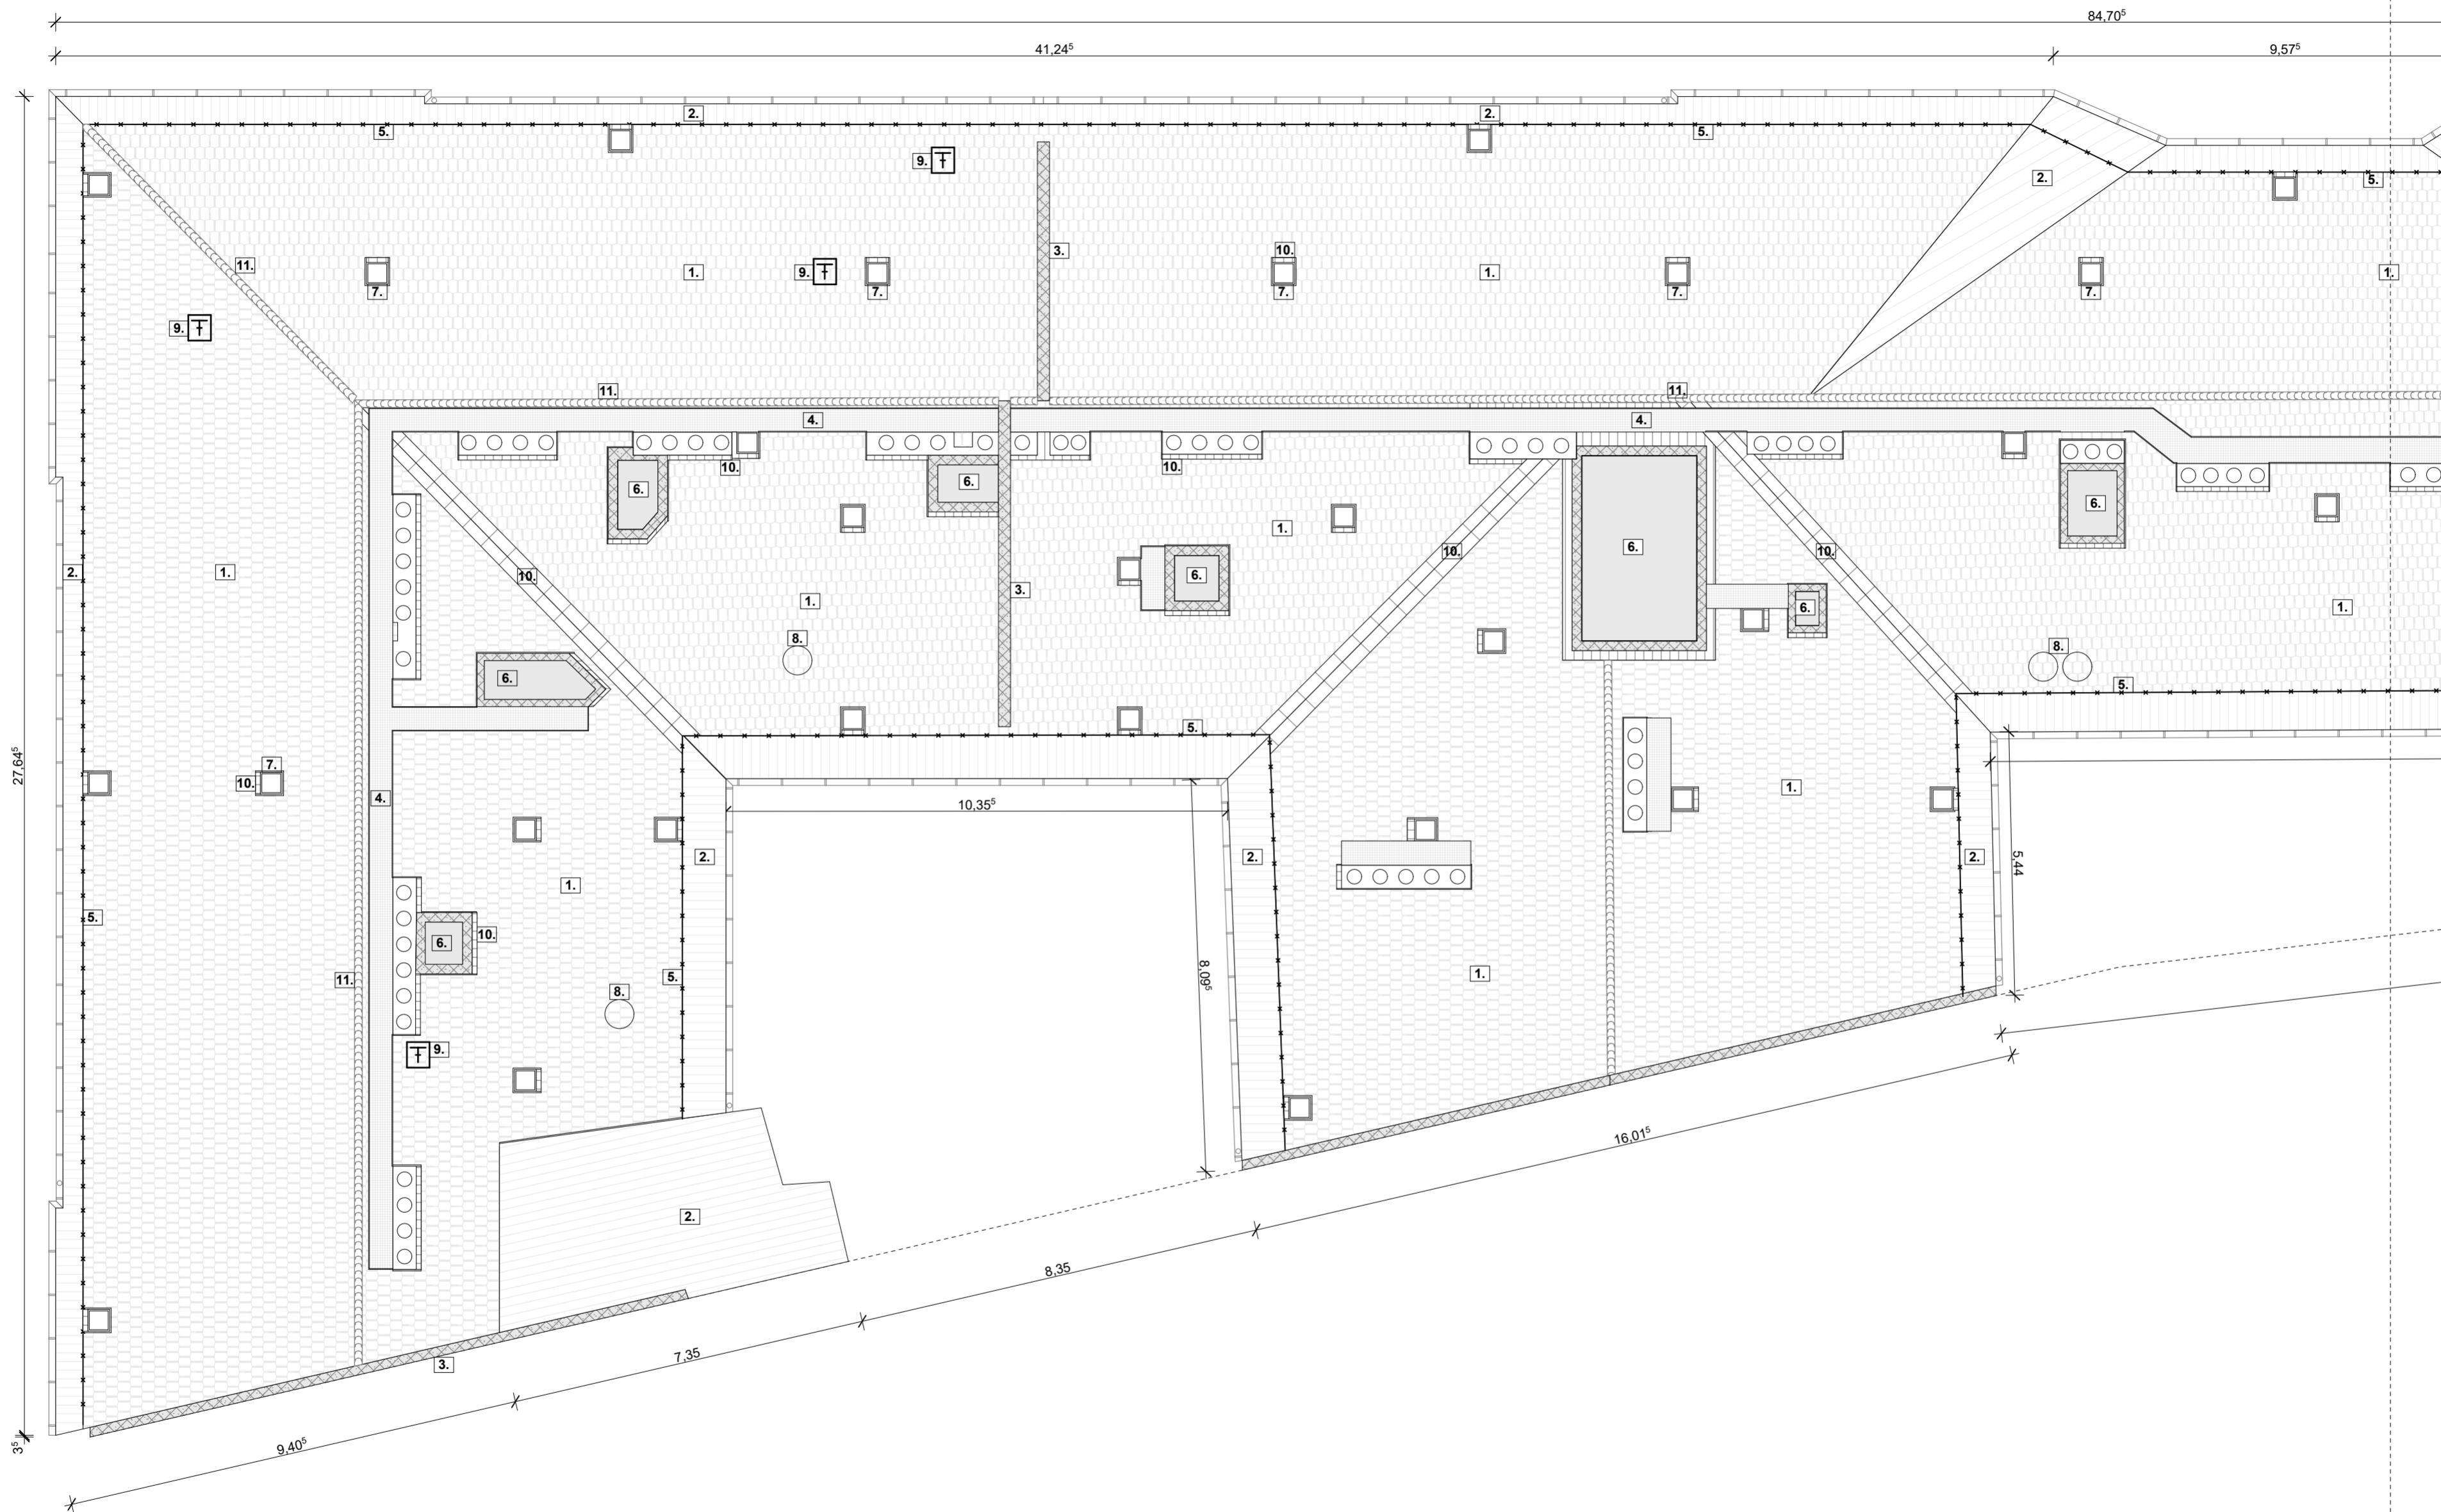 84,70⁵
41,24⁵ 9,57⁵
2. 2.
5. 5.
9.
2. 5.
11. 3. 10.
1. 9. 1. 1.
7. 7. 7. 7. 7.
9.
11. 11.
4. 4.
10. 10.
6. 6. 6.
1. 10. 10. 6.
2. 1. 10. 6. 3.
1. 6. 1.
8. 8.
6. 5.
5.
27,64⁵ 7. 10. 1.
4. 10,35⁵
2. 2. 2. 5,44
1.
5. 10.
6.
11. 5. 8,09⁵ 1.
8.
9.
16,01⁵
2.
8,35
7,35
3.
3⁵ 9,40⁵